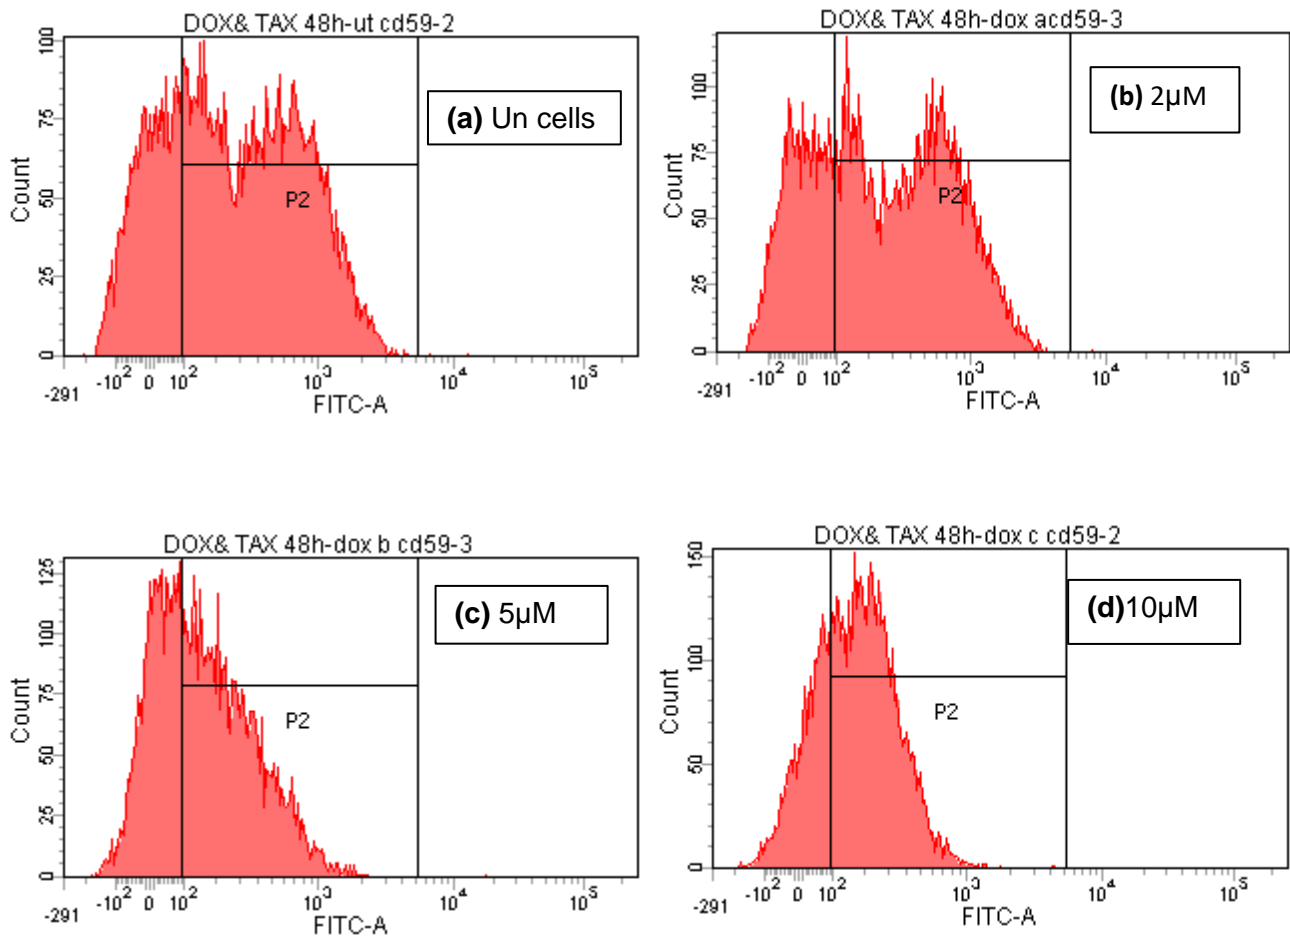 DOX& TAX 48h-ut cd59-2
(a) Un cells
Count
100
75
50
25
0
P2
-291 -10² 0 10² 10³ 10⁴ 10⁵
FITC-A
DOX& TAX 48h-dox acd59-3
(b) 2µM
Count
100
75
50
25
0
P2
-291 -10² 0 10² 10³ 10⁴ 10⁵
FITC-A
DOX& TAX 48h-dox b cd59-3
(c) 5µM
Count
125
100
75
50
25
0
P2
-291 -10² 0 10² 10³ 10⁴ 10⁵
FITC-A
DOX& TAX 48h-dox c cd59-2
(d)10µM
Count
150
100
50
0
P2
-291 -10² 0 10² 10³ 10⁴ 10⁵
FITC-A